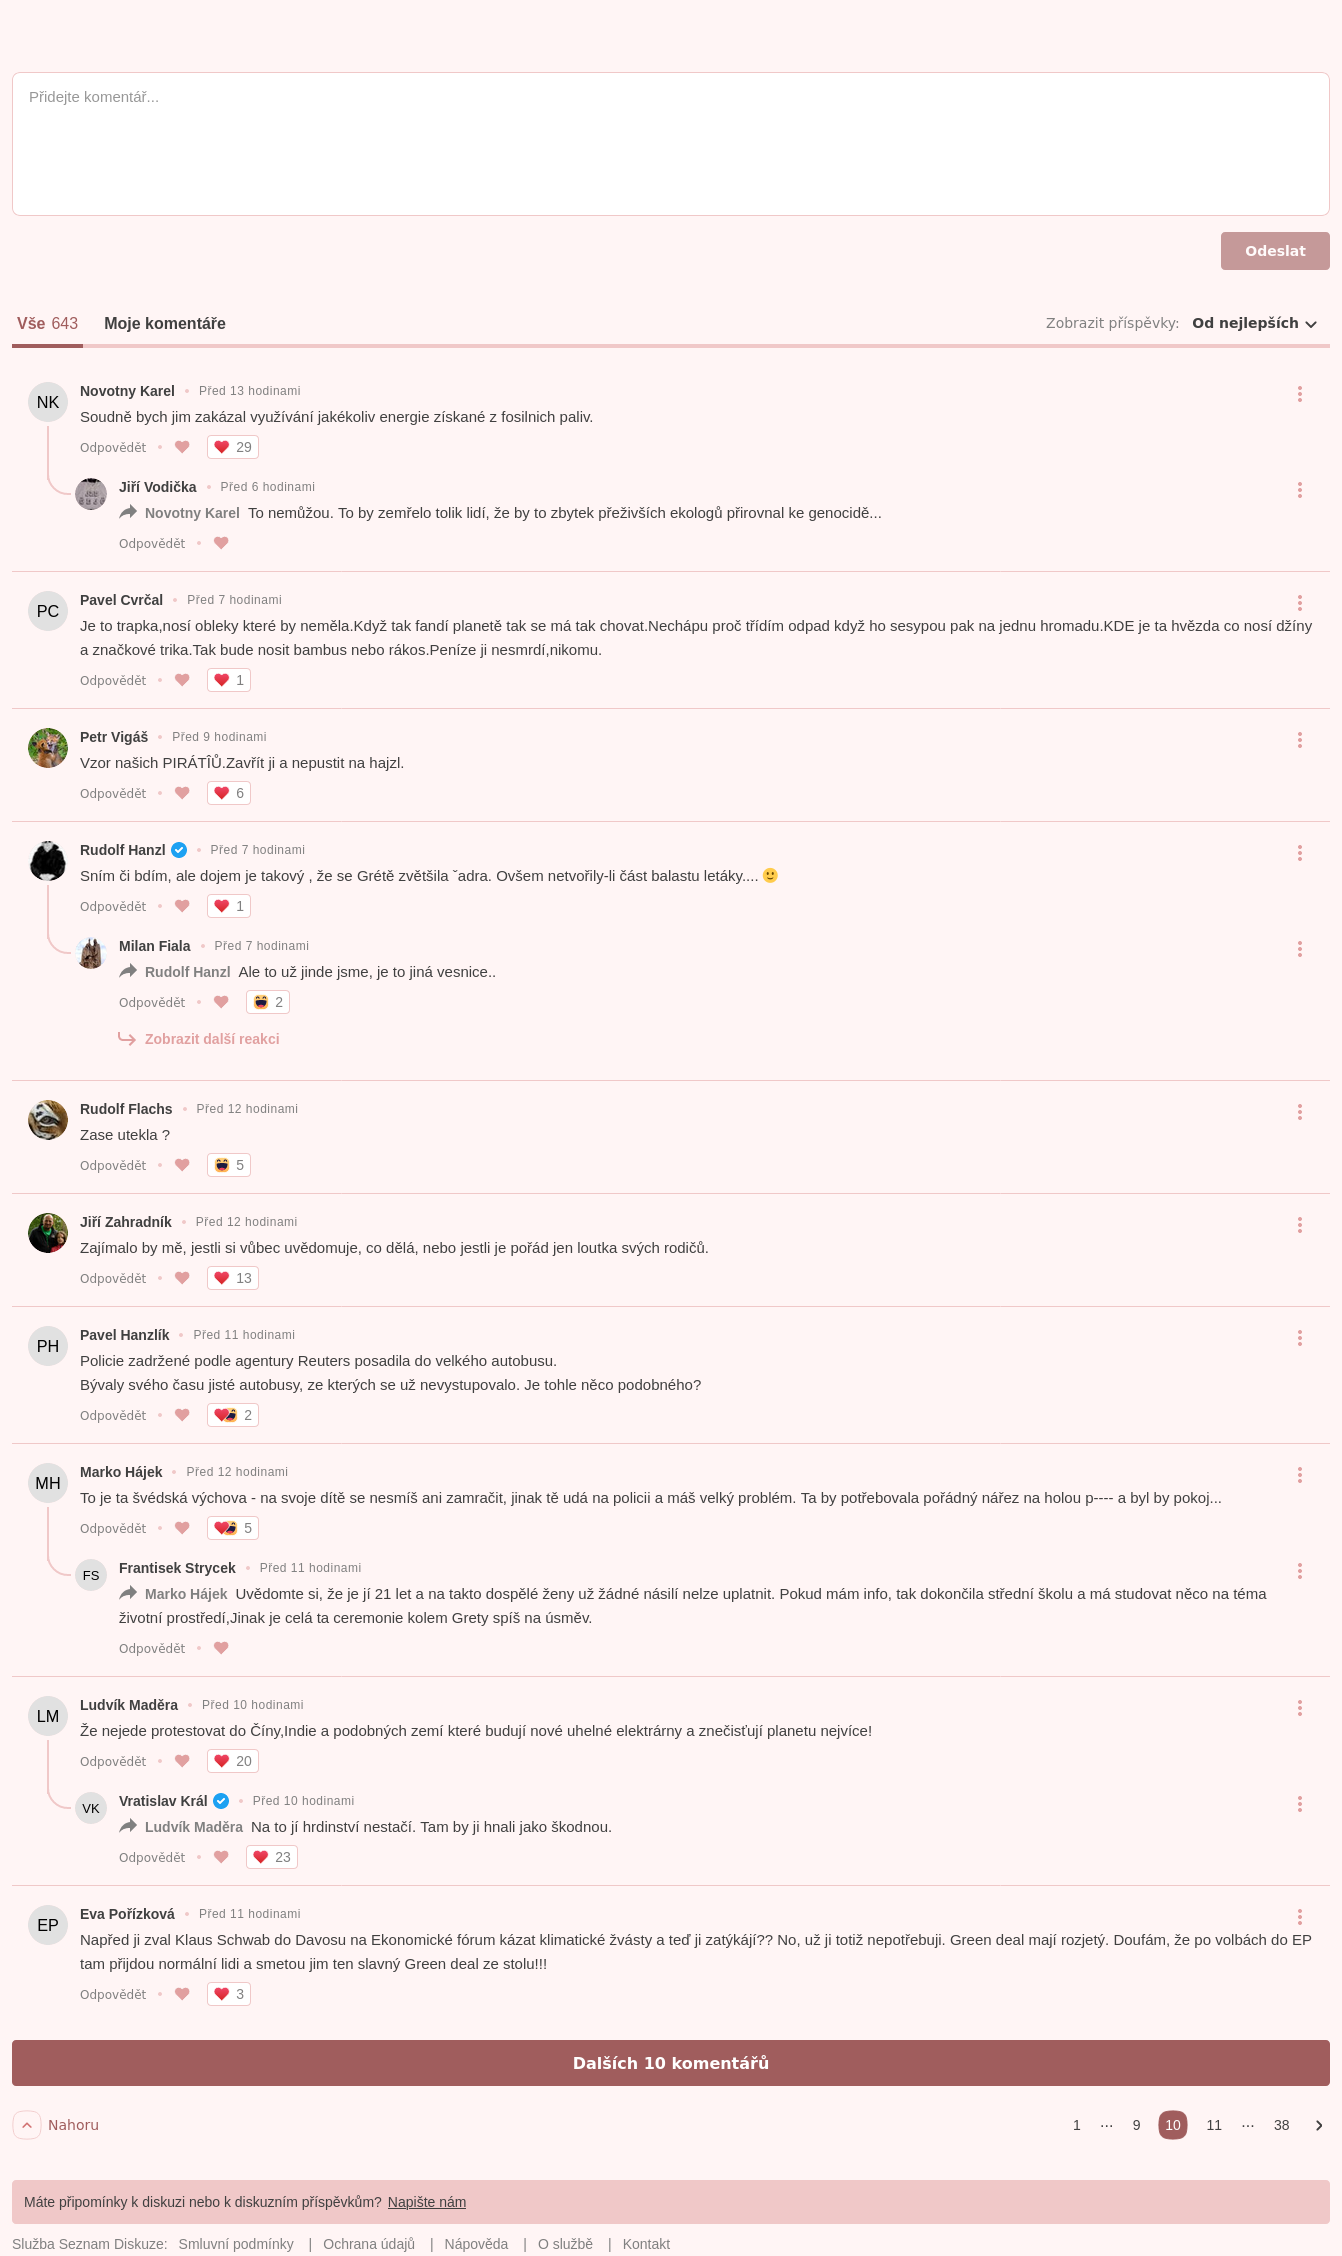 Přidejte komentář...
Odeslat
Vše 643 Moje komentáře Zobrazit příspěvky: Od nejlepších
NK Novotny Karel • Před 13 hodinami
Soudně bych jim zakázal využívání jakékoliv energie získané z fosilnich paliv.
Odpovědět • 29
Jiří Vodička • Před 6 hodinami
Novotny Karel To nemůžou. To by zemřelo tolik lidí, že by to zbytek přeživších ekologů přirovnal ke genocidě...
Odpovědět •
PC Pavel Cvrčal • Před 7 hodinami
Je to trapka,nosí obleky které by neměla.Když tak fandí planetě tak se má tak chovat.Nechápu proč třídím odpad když ho sesypou pak na jednu hromadu.KDE je ta hvězda co nosí džíny
a značkové trika.Tak bude nosit bambus nebo rákos.Peníze ji nesmrdí,nikomu.
Odpovědět • 1
Petr Vigáš • Před 9 hodinami
Vzor našich PIRÁTÎŮ.Zavřít ji a nepustit na hajzl.
Odpovědět • 6
Rudolf Hanzl • Před 7 hodinami
Sním či bdím, ale dojem je takový , že se Grétě zvětšila ˇadra. Ovšem netvořily-li část balastu letáky.... 🙂
Odpovědět • 1
Milan Fiala • Před 7 hodinami
Rudolf Hanzl Ale to už jinde jsme, je to jiná vesnice..
Odpovědět • 2
Zobrazit další reakci
Rudolf Flachs • Před 12 hodinami
Zase utekla ?
Odpovědět • 5
Jiří Zahradník • Před 12 hodinami
Zajímalo by mě, jestli si vůbec uvědomuje, co dělá, nebo jestli je pořád jen loutka svých rodičů.
Odpovědět • 13
PH Pavel Hanzlík • Před 11 hodinami
Policie zadržené podle agentury Reuters posadila do velkého autobusu.
Bývaly svého času jisté autobusy, ze kterých se už nevystupovalo. Je tohle něco podobného?
Odpovědět • 2
MH Marko Hájek • Před 12 hodinami
To je ta švédská výchova - na svoje dítě se nesmíš ani zamračit, jinak tě udá na policii a máš velký problém. Ta by potřebovala pořádný nářez na holou p---- a byl by pokoj...
Odpovědět • 5
FS Frantisek Strycek • Před 11 hodinami
Marko Hájek Uvědomte si, že je jí 21 let a na takto dospělé ženy už žádné násilí nelze uplatnit. Pokud mám info, tak dokončila střední školu a má studovat něco na téma
životní prostředí,Jinak je celá ta ceremonie kolem Grety spíš na úsměv.
Odpovědět •
LM Ludvík Maděra • Před 10 hodinami
Že nejede protestovat do Číny,Indie a podobných zemí které budují nové uhelné elektrárny a znečisťují planetu nejvíce!
Odpovědět • 20
VK Vratislav Král • Před 10 hodinami
Ludvík Maděra Na to jí hrdinství nestačí. Tam by ji hnali jako škodnou.
Odpovědět • 23
EP Eva Pořízková • Před 11 hodinami
Napřed ji zval Klaus Schwab do Davosu na Ekonomické fórum kázat klimatické žvásty a teď ji zatýkájí?? No, už ji totiž nepotřebuji. Green deal mají rozjetý. Doufám, že po volbách do EP
tam přijdou normální lidi a smetou jim ten slavný Green deal ze stolu!!!
Odpovědět • 3
Dalších 10 komentářů
Nahoru 1 ··· 9 10 11 ··· 38
Máte připomínky k diskuzi nebo k diskuzním příspěvkům? Napište nám
Služba Seznam Diskuze: Smluvní podmínky | Ochrana údajů | Nápověda | O službě | Kontakt